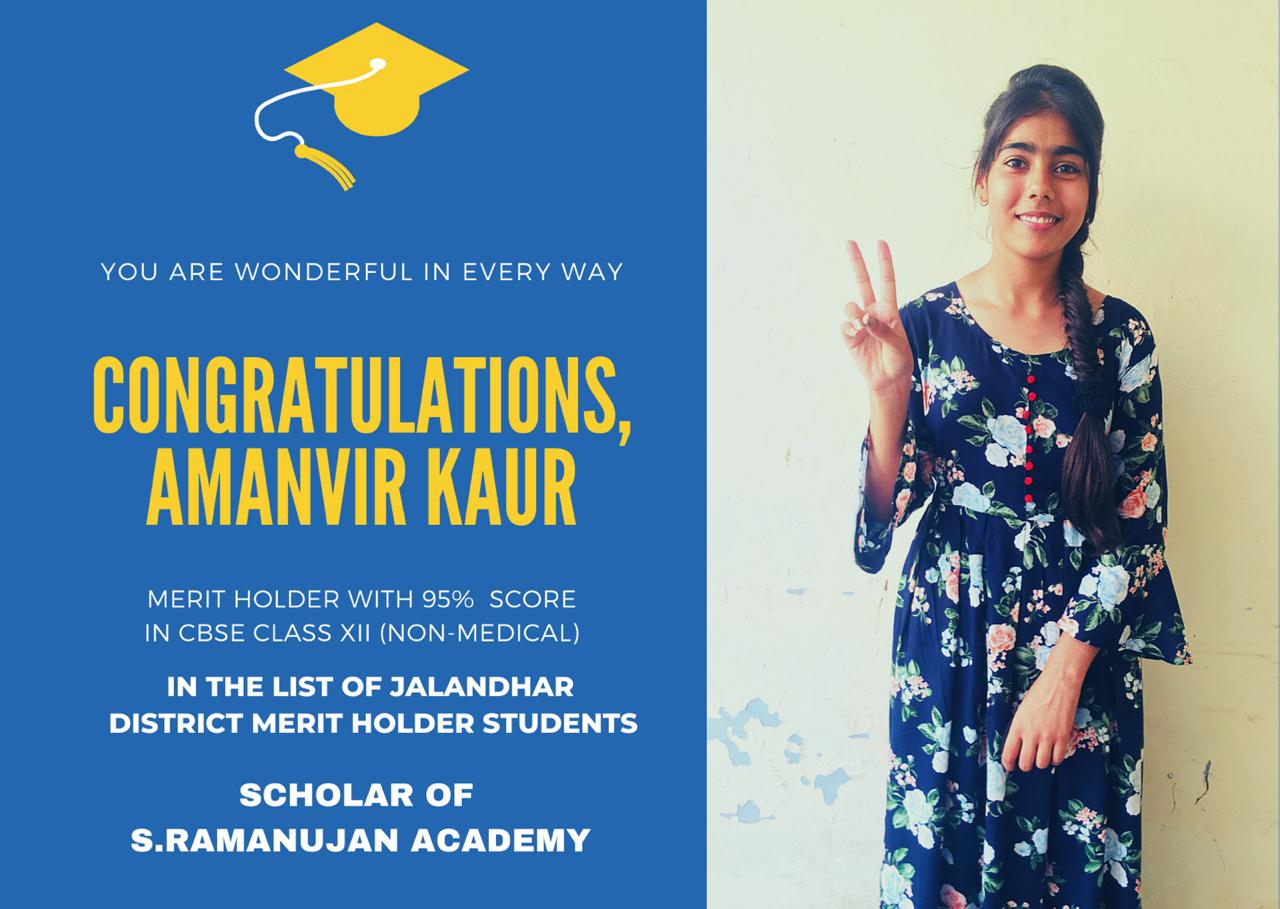 YOU ARE WONDERFUL IN EVERY WAY
CONGRATULATIONS,
AMANVIR KAUR
MERIT HOLDER WITH 95% SCORE
IN CBSE CLASS XII (NON-MEDICAL)
IN THE LIST OF JALANDHAR
DISTRICT MERIT HOLDER STUDENTS
SCHOLAR OF
S.RAMANUJAN ACADEMY